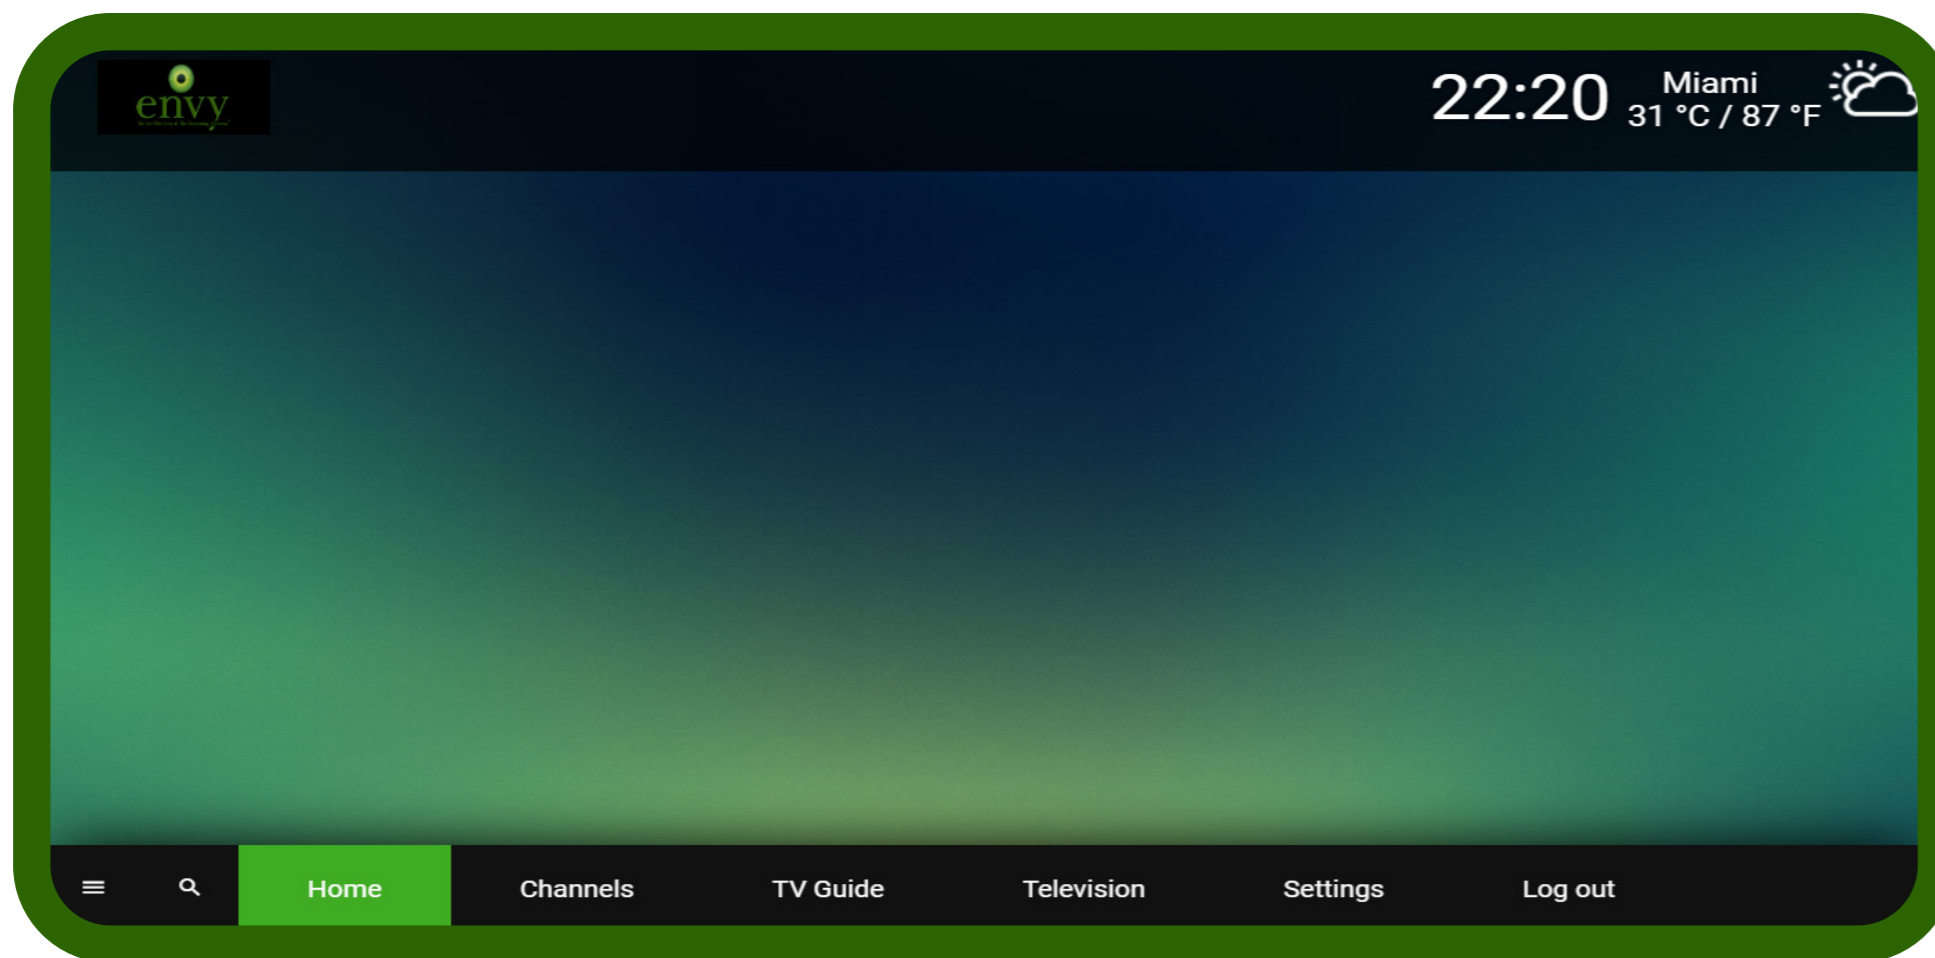 envy
22:20
Miami
31 °C / 87 °F
Home Channels TV Guide Television Settings Log out